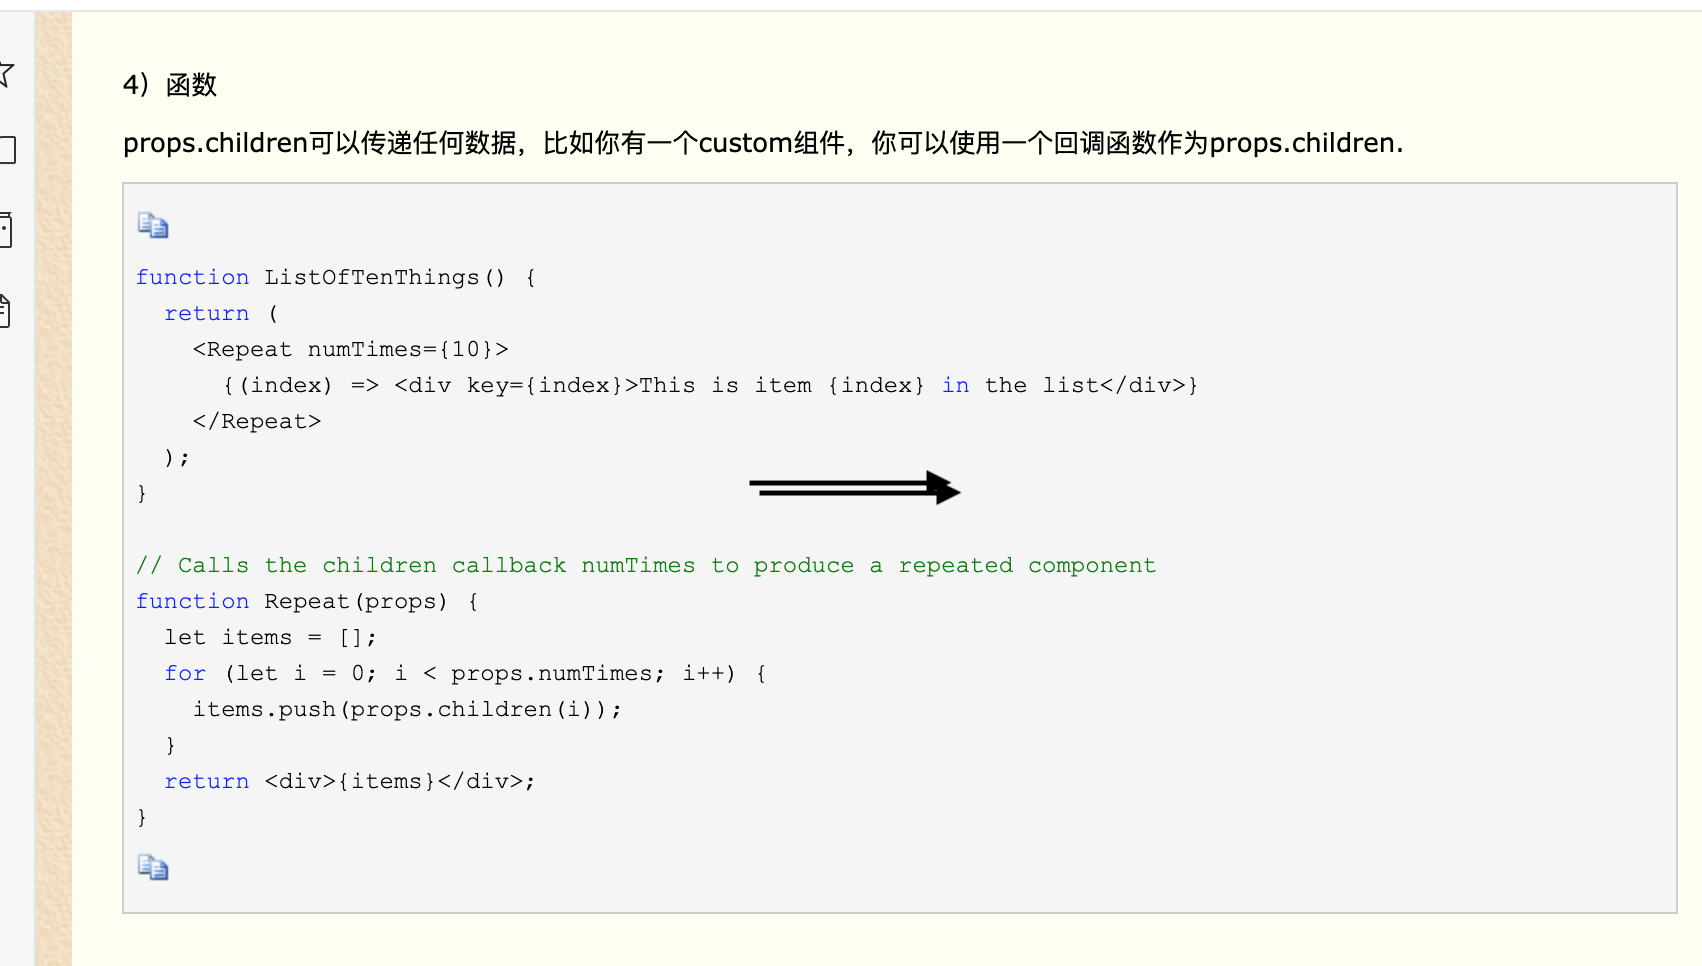 4）函数
props.children可以传递任何数据，比如你有一个custom组件，你可以使用一个回调函数作为props.children.
function ListOfTenThings() {
  return (
    <Repeat numTimes={10}>
      {(index) => <div key={index}>This is item {index} in the list</div>}
    </Repeat>
  );
}
// Calls the children callback numTimes to produce a repeated component
function Repeat(props) {
  let items = [];
  for (let i = 0; i < props.numTimes; i++) {
    items.push(props.children(i));
  }
  return <div>{items}</div>;
}